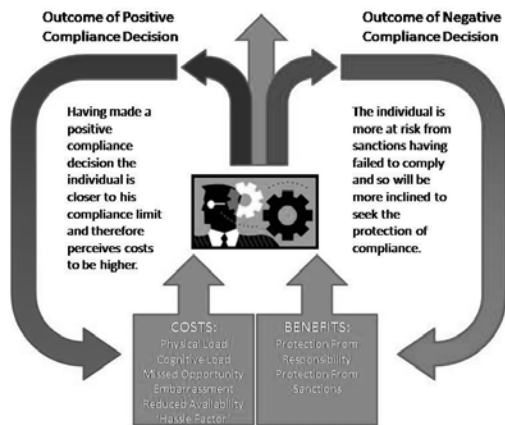 Outcome of Positive
Compliance Decision
Outcome of Negative
Compliance Decision
Having made a
positive
compliance
decision the
individual is
closer to his
compliance limit
and therefore
perceives costs
to be higher.
The individual is
more at risk from
sanctions having
failed to comply
and so will be
more inclined to
seek the
protection of
compliance.
COSTS:
Physical Load
Cognitive Load
Missed Opportunity
Embarrassment
Reduced Availability
'Hassle Factor'
BENEFITS:
Protection From
Responsibility
Protection From
Sanctions